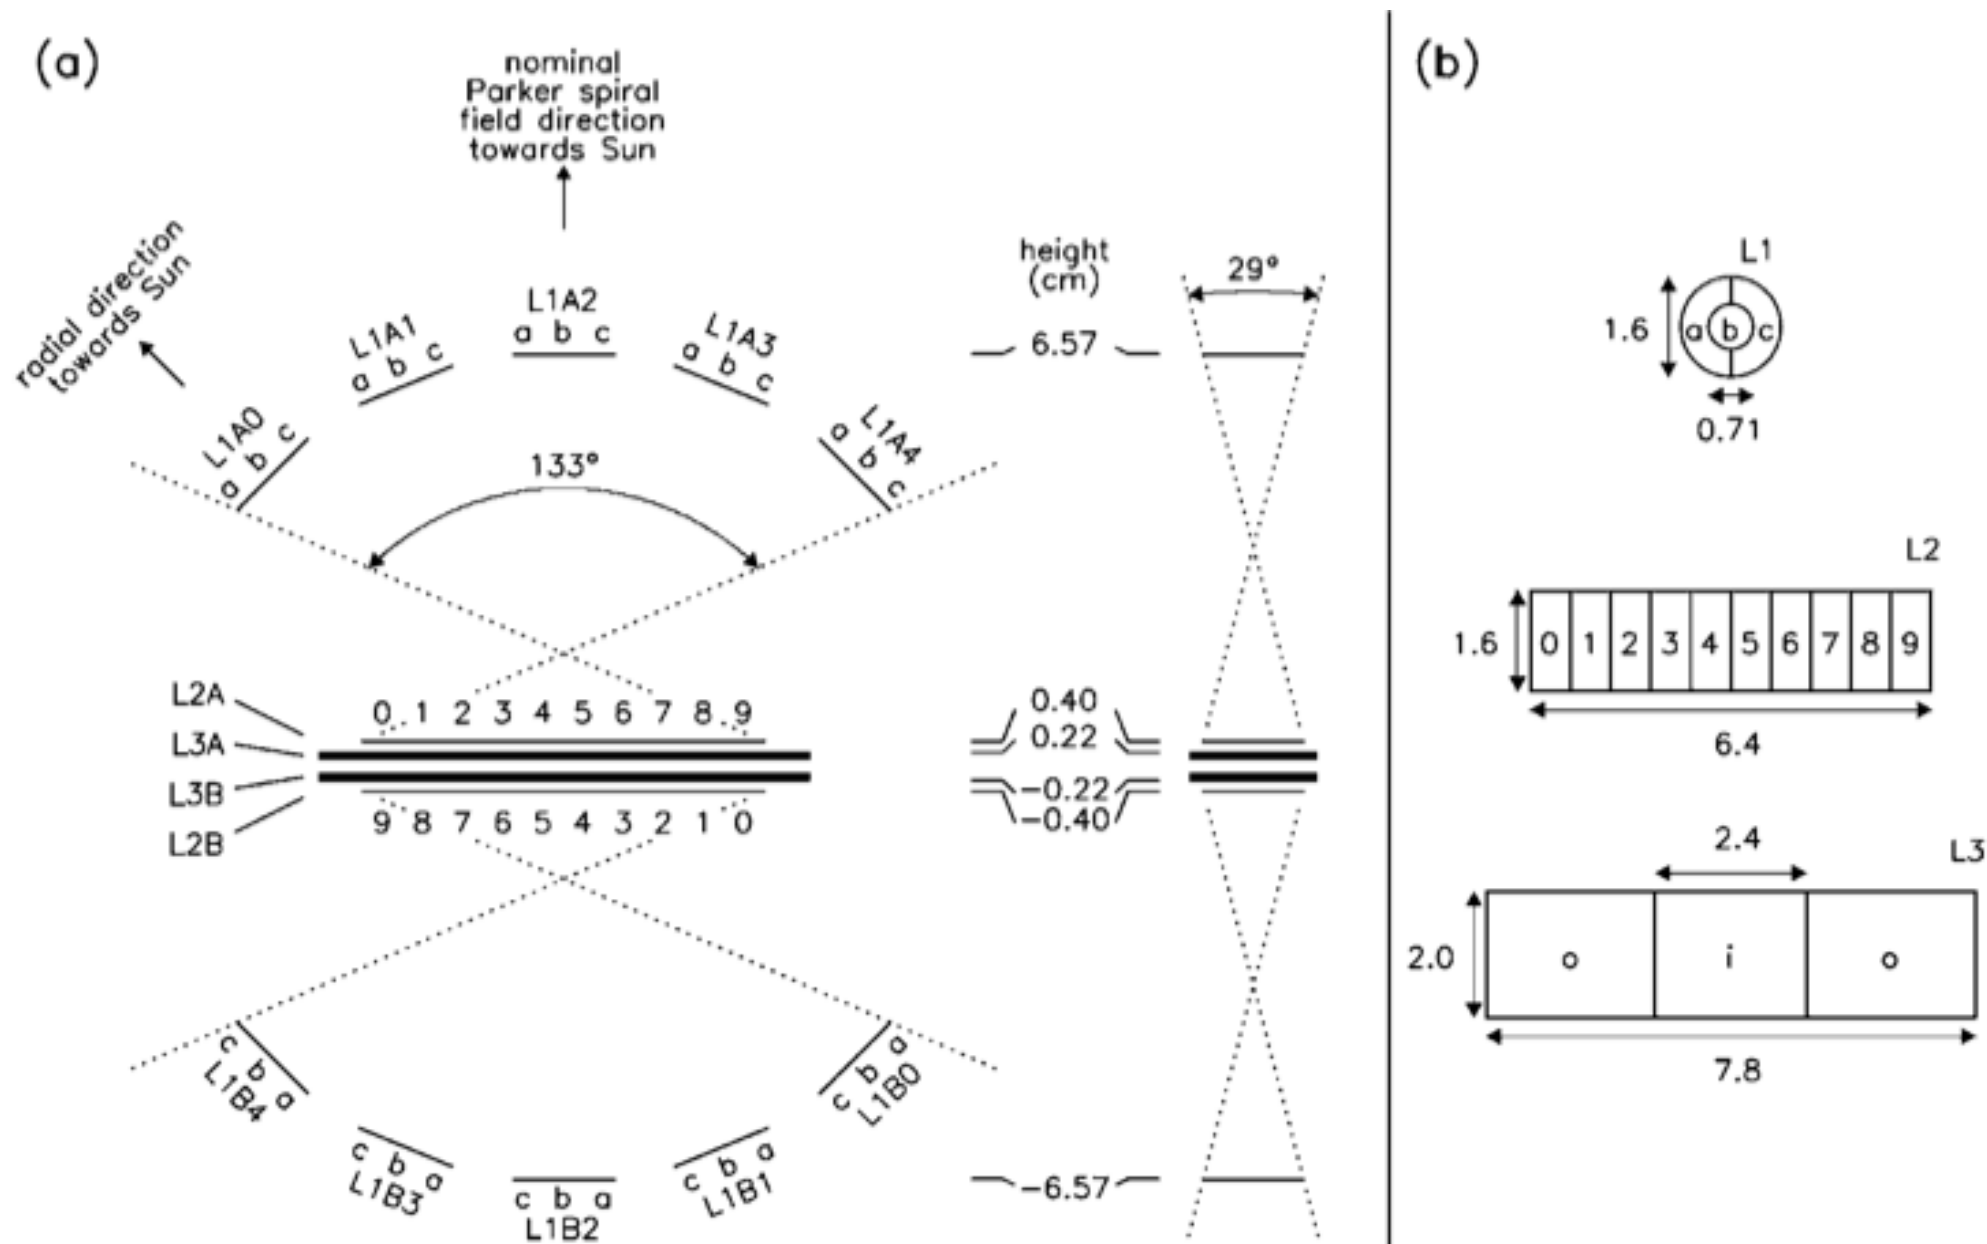 (a)
nominal
Parker spiral
field direction
towards Sun
radial direction
towards Sun
L1A0
a b c
L1A1
a b c
L1A2
a b c
L1A3
a b c
L1A4
a b c
133°
height
(cm)
6.57
29°
L2A
L3A
L3B
L2B
0 1 2 3 4 5 6 7 8 9
9 8 7 6 5 4 3 2 1 0
0.40
0.22
−0.22
−0.40
c b a
L1B4
c b a
L1B3
c b a
L1B2
c b a
L1B1
c b a
L1B0
−6.57
(b)
L1
1.6
a b c
0.71
L2
1.6
0 1 2 3 4 5 6 7 8 9
6.4
2.4
L3
2.0
o i o
7.8